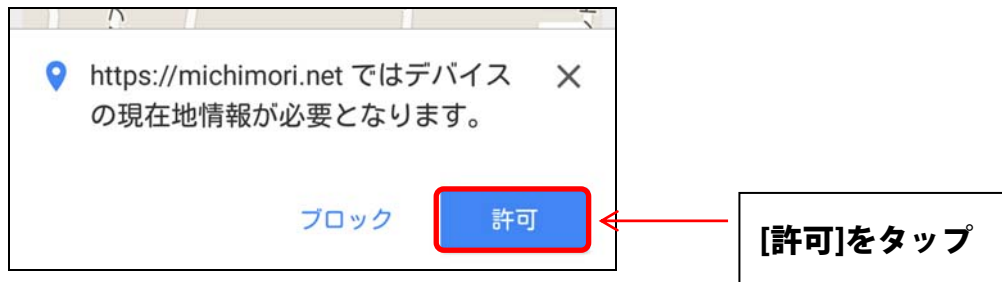 https://michimori.net ではデバイス
の現在地情報が必要となります。
ブロック
許可
[許可]をタップ